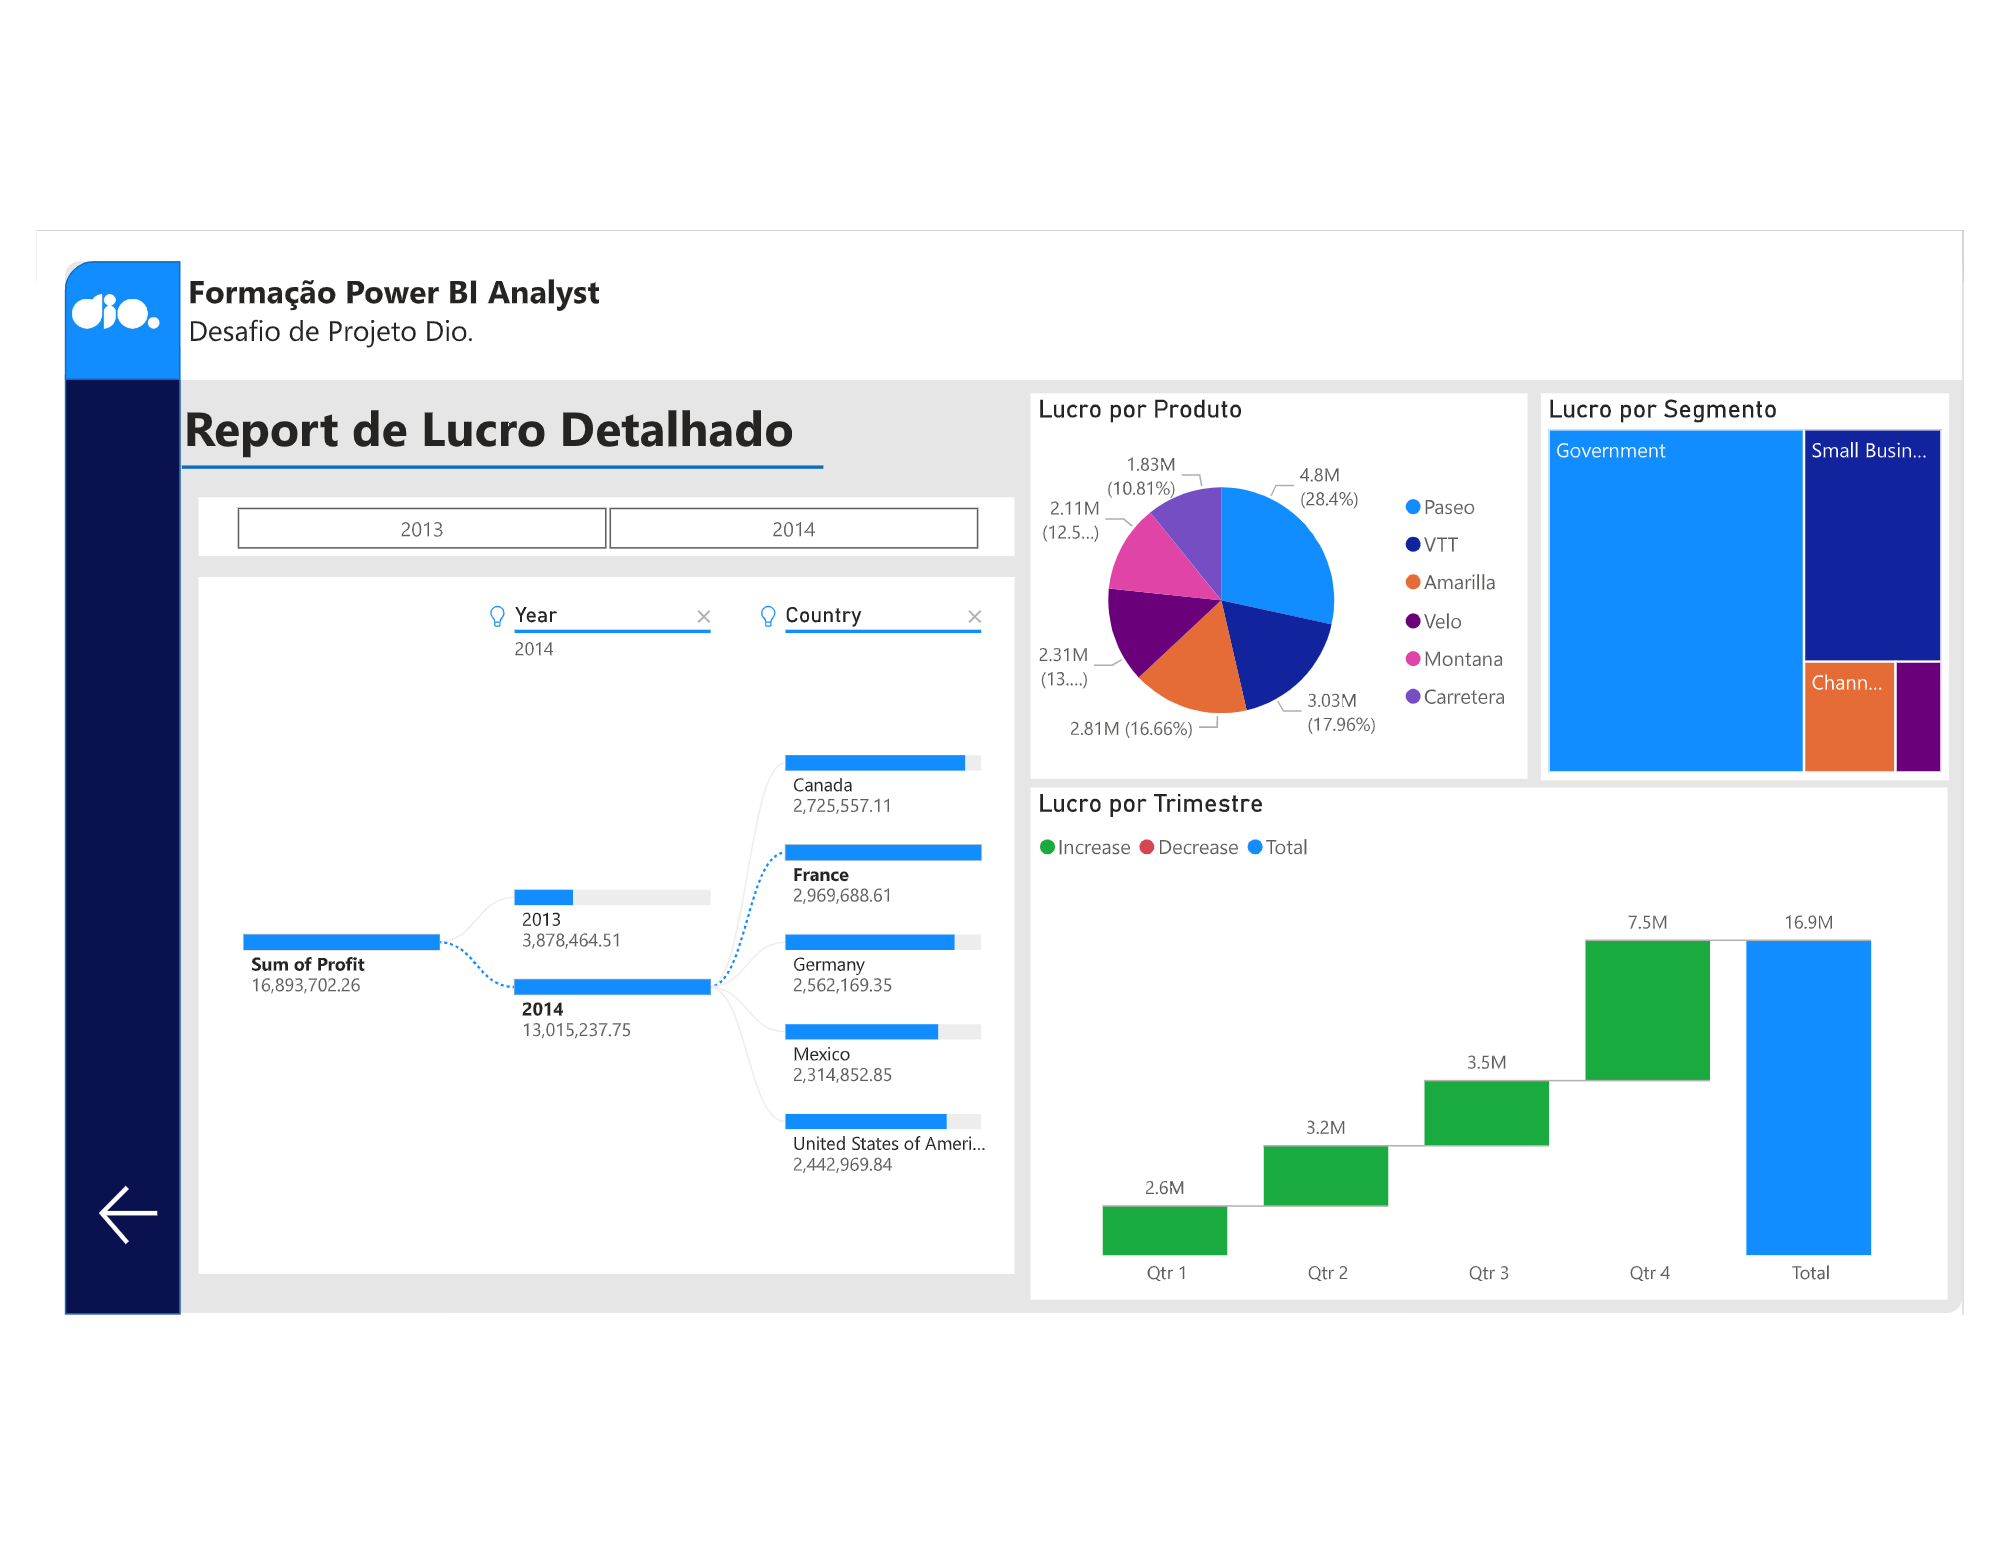 dio.
Formação Power BI Analyst
Desafio de Projeto Dio.
Report de Lucro Detalhado
2013
2014
Year
2014
Country
Sum of Profit
16,893,702.26
2013
3,878,464.51
2014
13,015,237.75
Canada
2,725,557.11
France
2,969,688.61
Germany
2,562,169.35
Mexico
2,314,852.85
United States of Ameri...
2,442,969.84
Lucro por Produto
4.8M
(28.4%)
3.03M
(17.96%)
2.81M (16.66%)
2.31M
(13....)
2.11M
(12.5...)
1.83M
(10.81%)
Paseo
VTT
Amarilla
Velo
Montana
Carretera
Lucro por Segmento
Government
Small Busin...
Chann...
Lucro por Trimestre
Increase
Decrease
Total
2.6M
3.2M
3.5M
7.5M
16.9M
Qtr 1
Qtr 2
Qtr 3
Qtr 4
Total